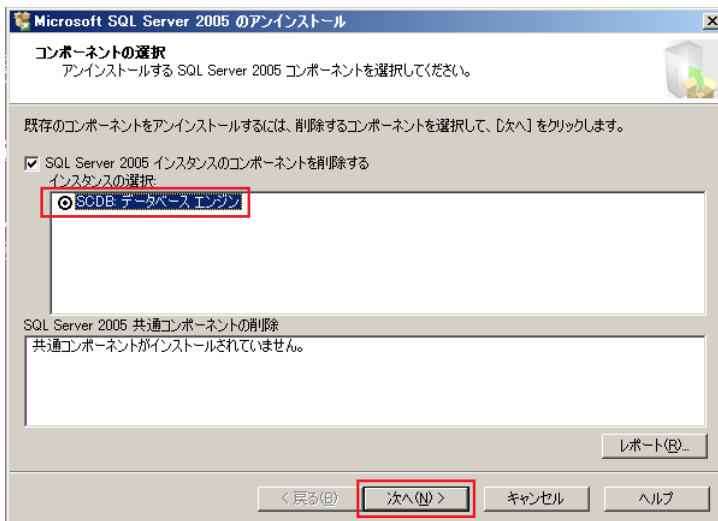 Microsoft SQL Server 2005 のアンインストール
コンポーネントの選択
アンインストールする SQL Server 2005 コンポーネントを選択してください。
既存のコンポーネントをアンインストールするには、削除するコンポーネントを選択して、[次へ] をクリックします。
SQL Server 2005 インスタンスのコンポーネントを削除する
インスタンスの選択:
SCDB: データベース エンジン
SQL Server 2005 共通コンポーネントの削除
共通コンポーネントがインストールされていません。
レポート(R)...
< 戻る(B) 次へ(N) > キャンセル ヘルプ